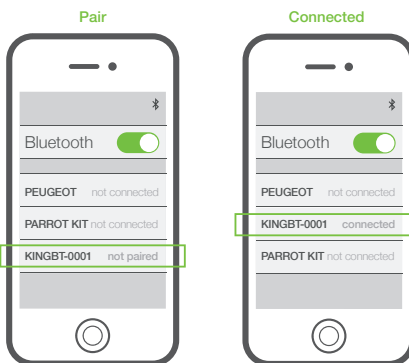 Pair
Bluetooth
PEUGEOT not connected
PARROT KIT not connected
KINGBT-0001 not paired
Connected
Bluetooth
PEUGEOT not connected
KINGBT-0001 connected
PARROT KIT not connected